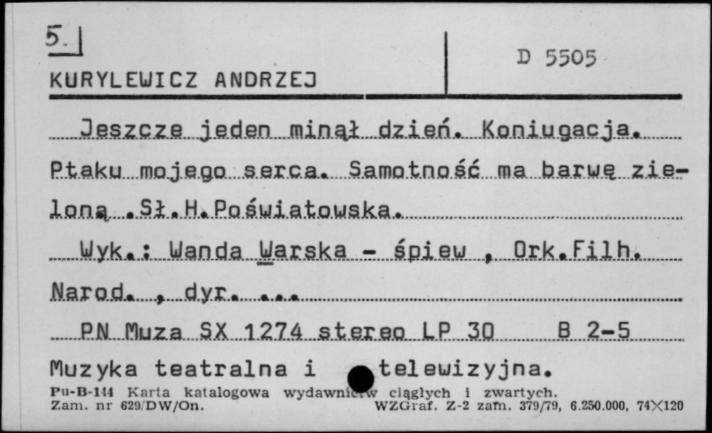 5.
D 5505
KURYLEWICZ ANDRZEJ
Jeszcze jeden minął dzień. Koniugacja.
Ptaku mojego serca. Samotność ma barwę zie-
loną .Sł.H.Poświatowska.
Wyk.: Wanda Warska - śpiew , Ork.Filh.
Narod. , dyr. ...
PN Muza SX 1274 stereo LP 30 B 2-5
Muzyka teatralna i telewizyjna.
Pu-B-144 Karta katalogowa wydawnictw ciągłych i zwartych.
Zam. nr 629/DW/On. WZGraf. Z-2 zam. 379/79, 6.250.000, 74×120